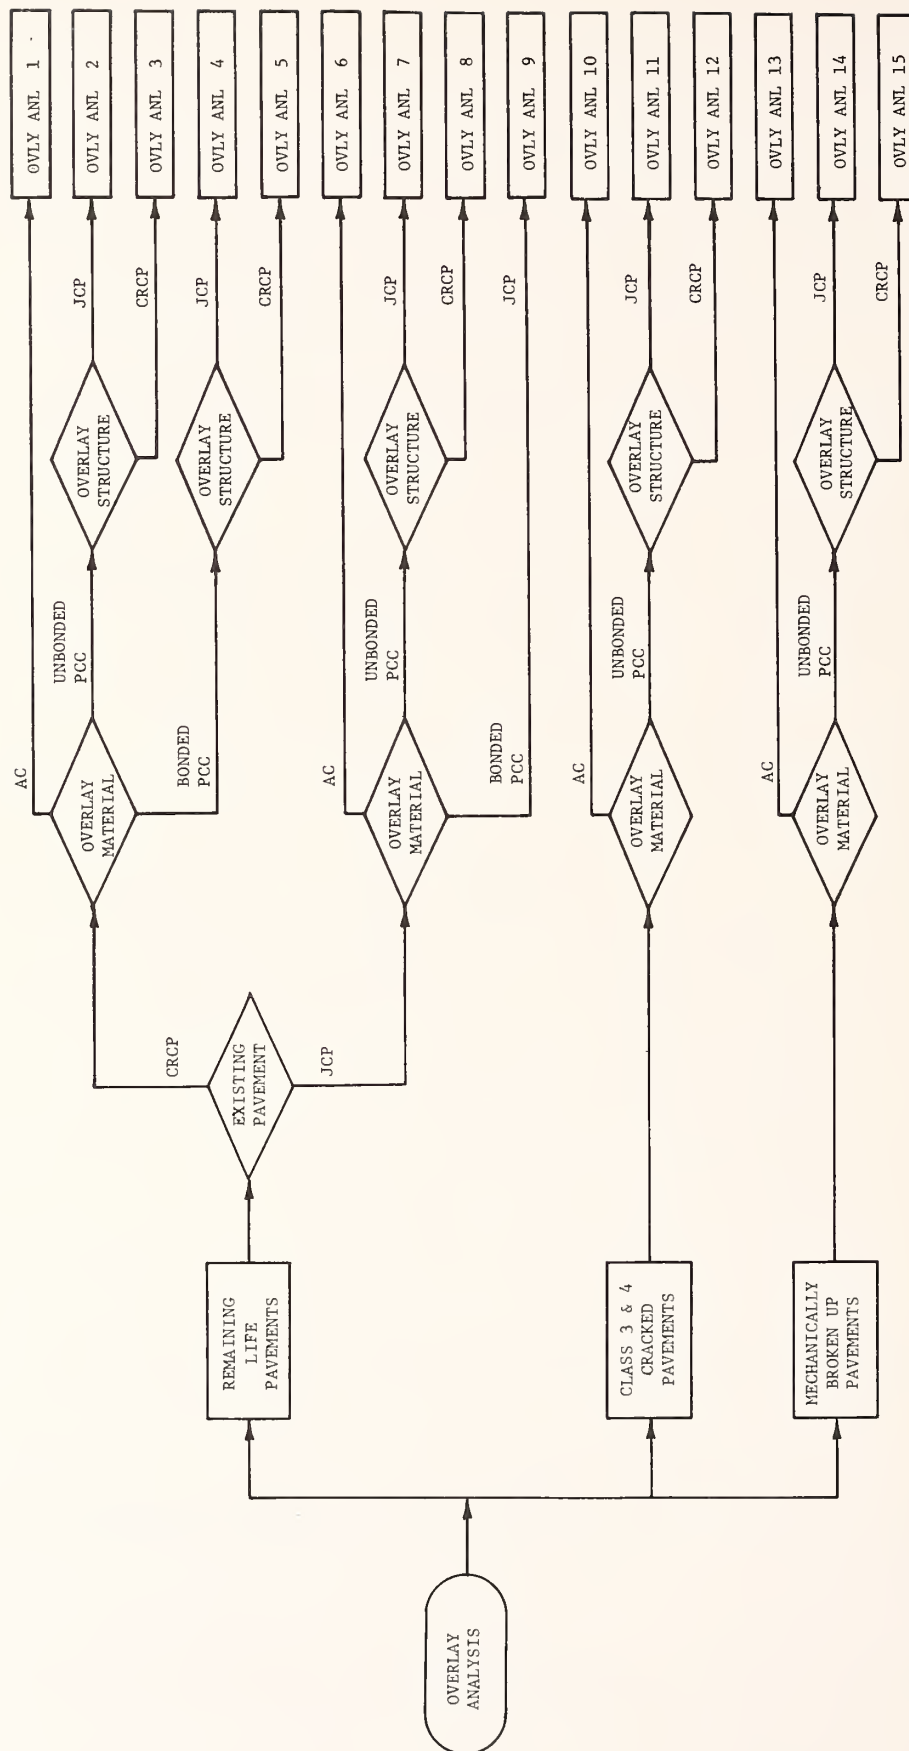 OVERLAY
ANALYSIS
REMAINING
LIFE
PAVEMENTS
CLASS 3 & 4
CRACKED
PAVEMENTS
MECHANICALLY
BROKEN UP
PAVEMENTS
EXISTING
PAVEMENT
CRCP
JCP
OVERLAY
MATERIAL
AC
UNBONDED
PCC
BONDED
PCC
OVERLAY
STRUCTURE
JCP
CRCP
OVERLAY
STRUCTURE
JCP
CRCP
OVERLAY
MATERIAL
AC
UNBONDED
PCC
BONDED
PCC
OVERLAY
STRUCTURE
JCP
CRCP
JCP
OVERLAY
MATERIAL
AC
UNBONDED
PCC
OVERLAY
STRUCTURE
JCP
CRCP
OVERLAY
MATERIAL
AC
UNBONDED
PCC
OVERLAY
STRUCTURE
JCP
CRCP
OVLY ANL 1
OVLY ANL 2
OVLY ANL 3
OVLY ANL 4
OVLY ANL 5
OVLY ANL 6
OVLY ANL 7
OVLY ANL 8
OVLY ANL 9
OVLY ANL 10
OVLY ANL 11
OVLY ANL 12
OVLY ANL 13
OVLY ANL 14
OVLY ANL 15